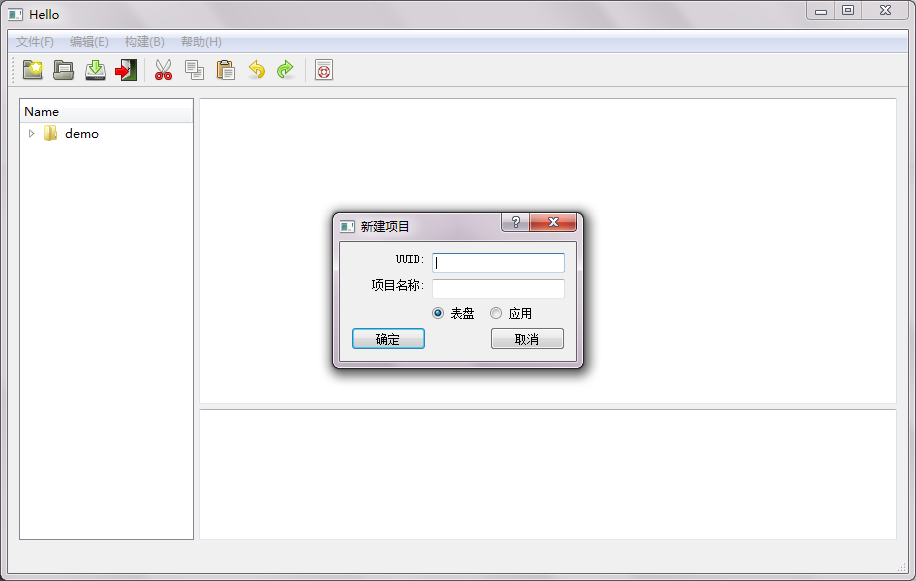 Hello
文件(F) 编辑(E) 构建(B) 帮助(H)
Name
demo
新建项目
UUID:
项目名称:
表盘 应用
确定 取消